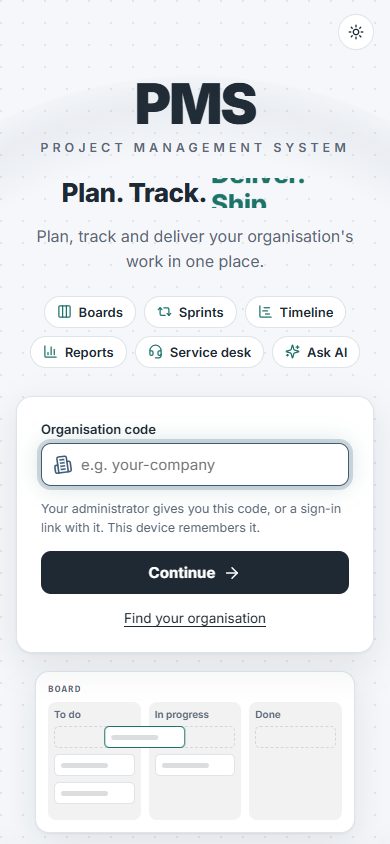 PMS
PROJECT MANAGEMENT SYSTEM
Plan. Track. Deliver.
Ship
Plan, track and deliver your organisation's
work in one place.
Boards
Sprints
Timeline
Reports
Service desk
Ask AI
Organisation code
e.g. your-company
Your administrator gives you this code, or a sign-in
link with it. This device remembers it.
Continue
Find your organisation
BOARD
To do
In progress
Done